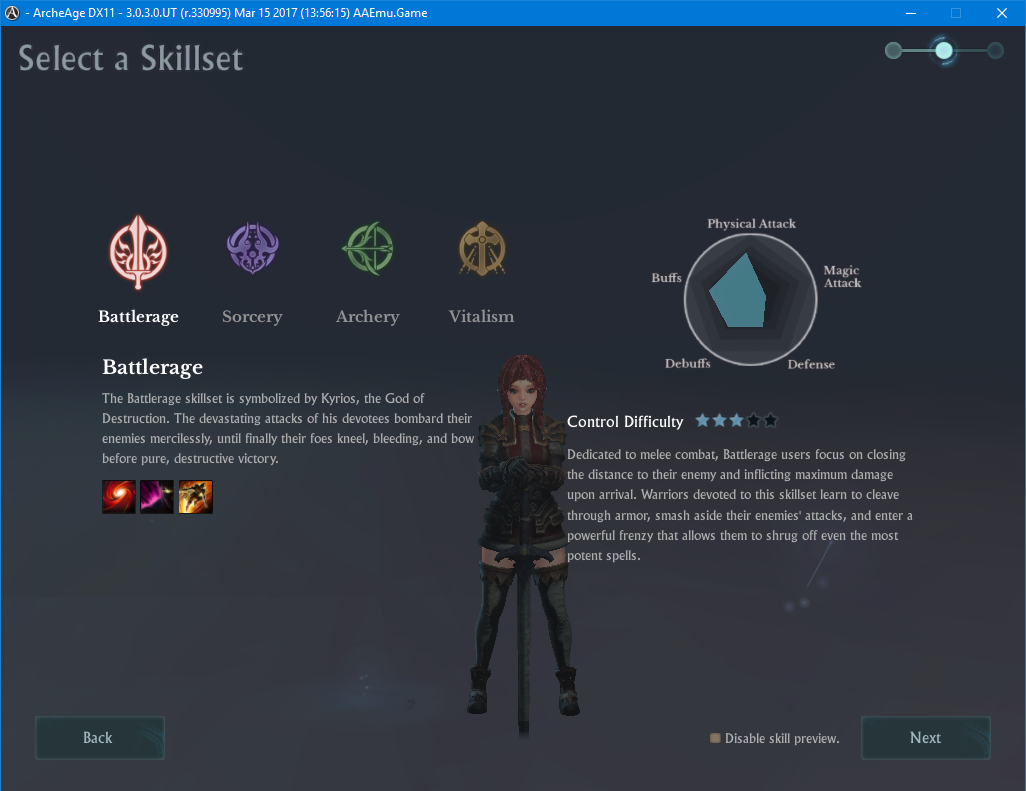 - ArcheAge DX11 - 3.0.3.0.UT (r.330995) Mar 15 2017 (13:56:15) AAEmu.Game
Select a Skillset
Battlerage
Sorcery
Archery
Vitalism
Physical Attack
Buffs
Magic
Attack
Debuffs
Defense
Battlerage
The Battlerage skillset is symbolized by Kyrios, the God of
Destruction. The devastating attacks of his devotees bombard their
enemies mercilessly, until finally their foes kneel, bleeding, and bow
before pure, destructive victory.
Control Difficulty
Dedicated to melee combat, Battlerage users focus on closing
the distance to their enemy and inflicting maximum damage
upon arrival. Warriors devoted to this skillset learn to cleave
through armor, smash aside their enemies' attacks, and enter a
powerful frenzy that allows them to shrug off even the most
potent spells.
Back
Disable skill preview.
Next